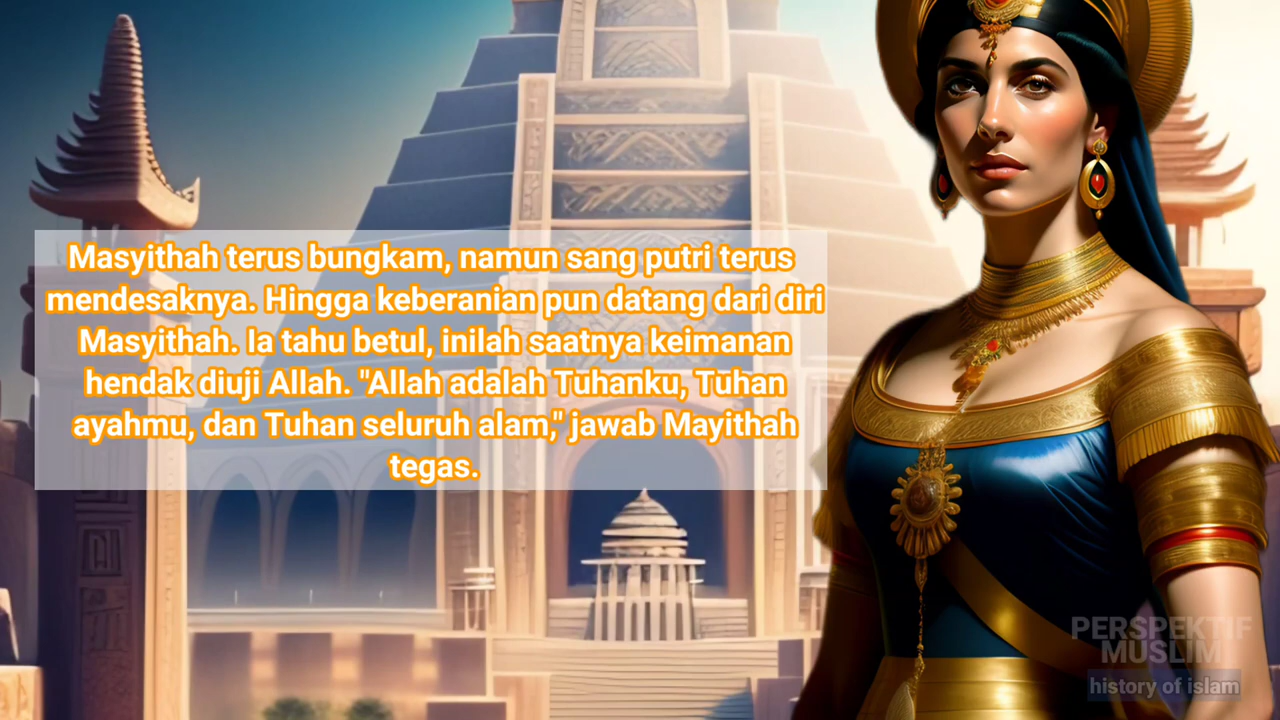 Masyithah terus bungkam, namun sang putri terus
mendesaknya. Hingga keberanian pun datang dari diri
Masyithah. Ia tahu betul, inilah saatnya keimanan
hendak diuji Allah. "Allah adalah Tuhanku, Tuhan
ayahmu, dan Tuhan seluruh alam," jawab Mayithah
tegas.
PERSPEKTIF
MUSLIM
history of islam